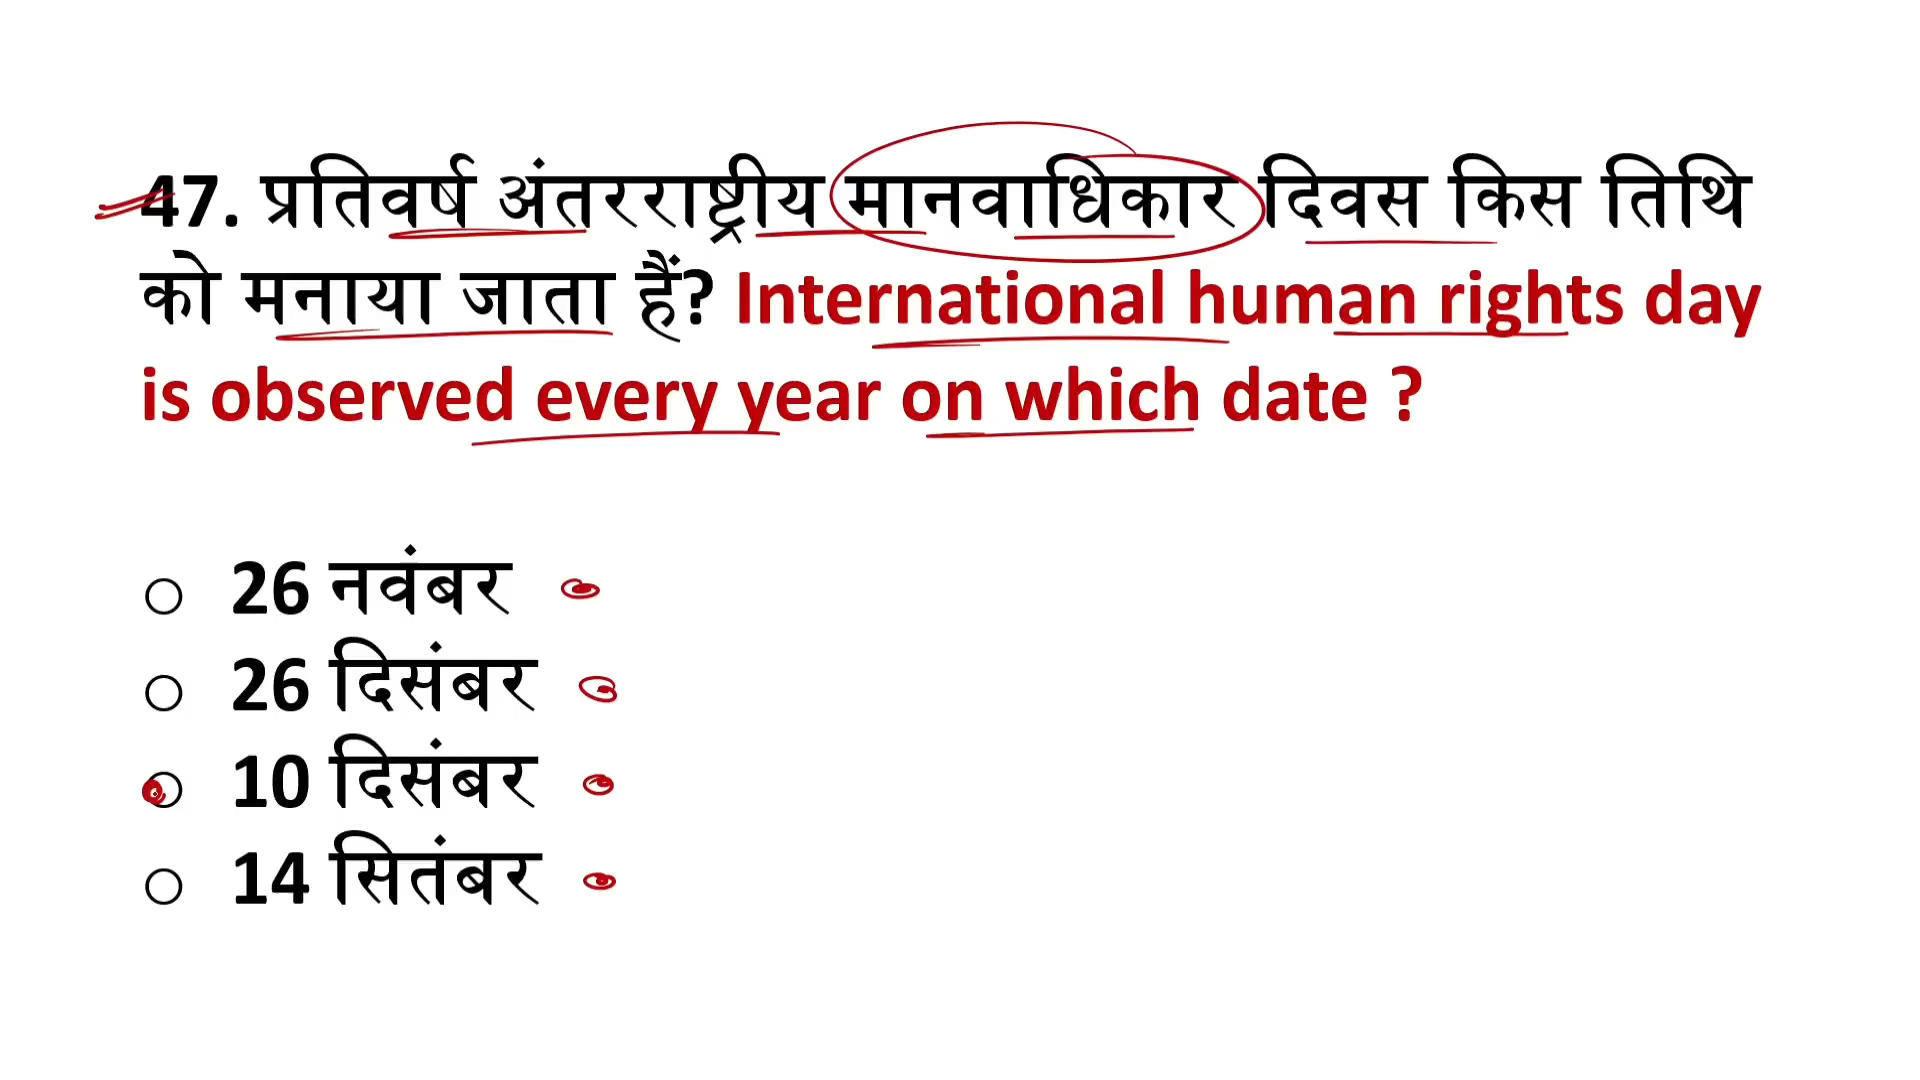 47. प्रतिवर्ष अंतरराष्ट्रीय मानवाधिकार दिवस किस तिथि
को मनाया जाता हैं? International human rights day
is observed every year on which date ?
26 नवंबर
26 दिसंबर
10 दिसंबर
14 सितंबर